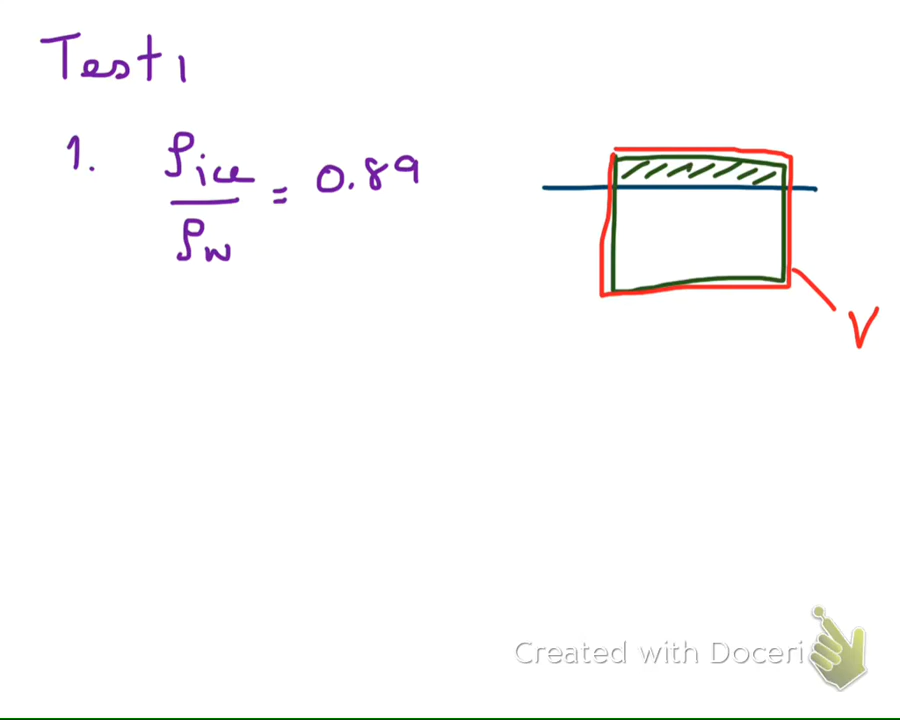 Test 1
1. ρice / ρw = 0.89
V
Created with Doceri